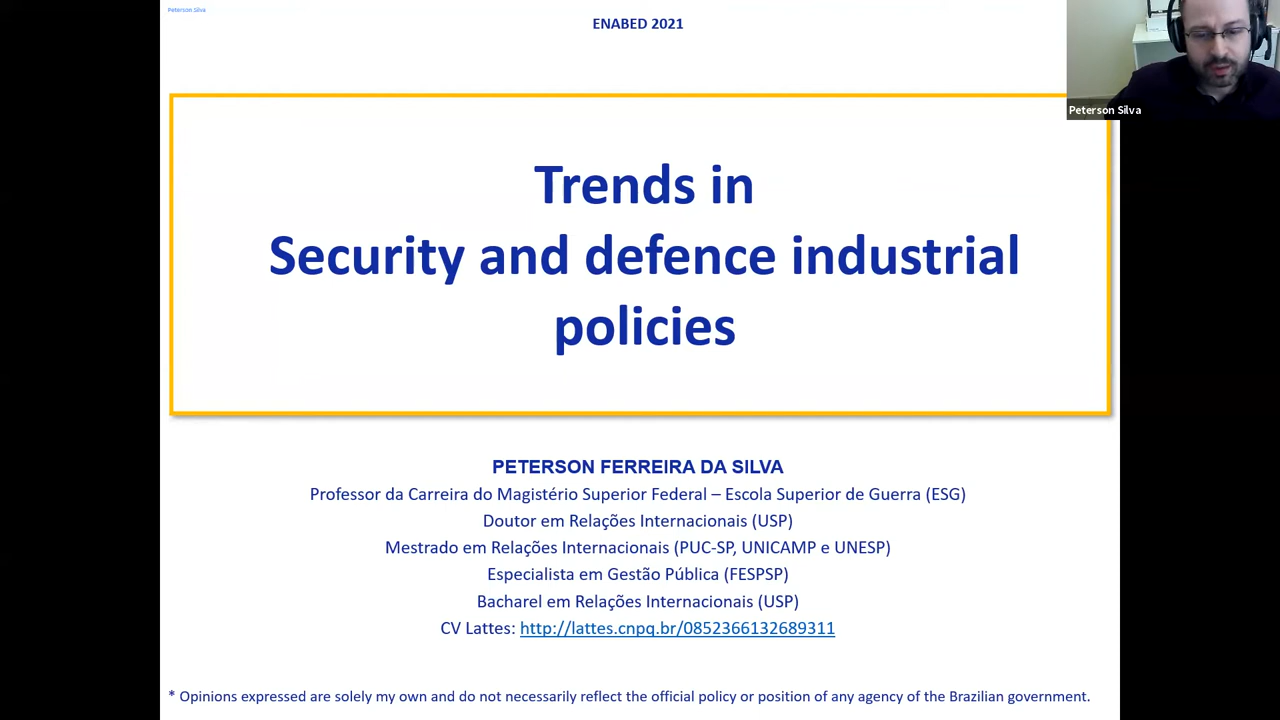 Peterson Silva
ENABED 2021
Peterson Silva
Trends in
Security and defence industrial
policies
PETERSON FERREIRA DA SILVA
Professor da Carreira do Magistério Superior Federal – Escola Superior de Guerra (ESG)
Doutor em Relações Internacionais (USP)
Mestrado em Relações Internacionais (PUC-SP, UNICAMP e UNESP)
Especialista em Gestão Pública (FESPSP)
Bacharel em Relações Internacionais (USP)
CV Lattes: http://lattes.cnpq.br/0852366132689311
* Opinions expressed are solely my own and do not necessarily reflect the official policy or position of any agency of the Brazilian government.